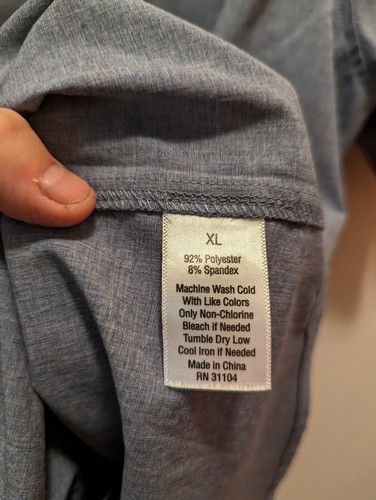 XL
92% Polyester
8% Spandex
Machine Wash Cold
With Like Colors
Only Non-Chlorine
Bleach if Needed
Tumble Dry Low
Cool Iron if Needed
Made in China
RN 31104